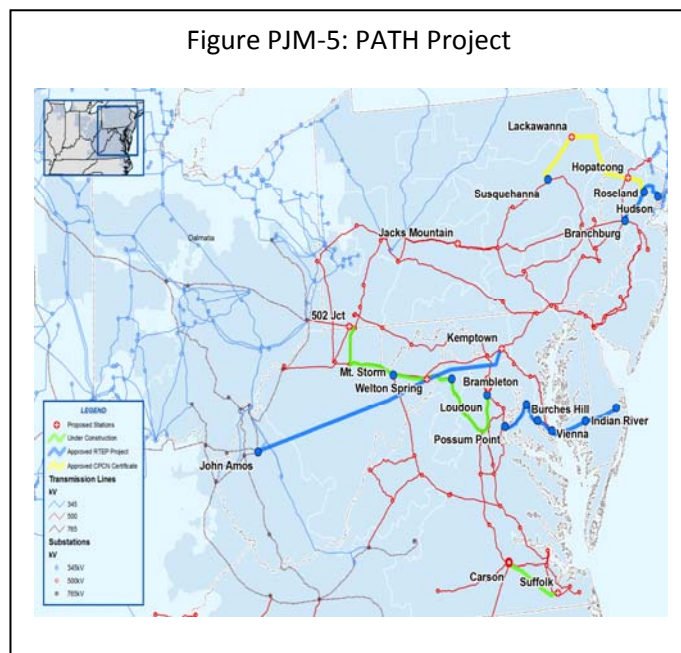 Figure PJM-5: PATH Project
Lackawanna
Hopatcong
Susquehanna
Roseland
Hudson
Jacks Mountain
Branchburg
Dalmatia
502 Jct
Kemptown
Mt. Storm
Welton Spring
Brambleton
Loudoun
Burches Hill
Indian River
Vienna
Possum Point
John Amos
Carson
Suffolk
LEGEND
Proposed Stations
Under Construction
Approved RTEP Project
Approved CPCN Certificate
Transmission Lines
kV
345
500
765
Substations
kV
345kV
500kV
765kV